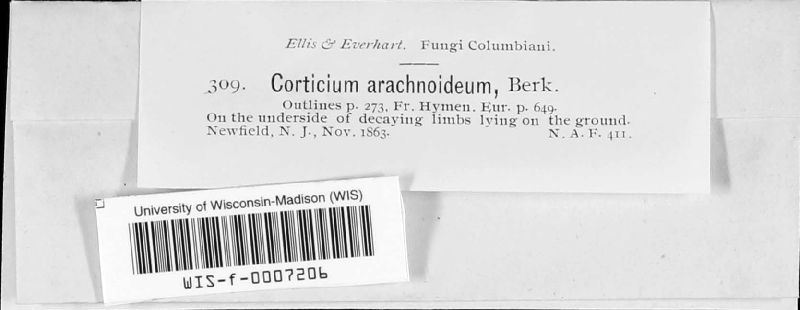 Ellis & Everhart. Fungi Columbiani.
309. Corticium arachnoideum, Berk.
Outlines p. 273, Fr. Hymen. Eur. p. 649.
On the underside of decaying limbs lying on the ground.
Newfield, N. J., Nov. 1863. N. A. F. 411.
University of Wisconsin-Madison (WIS)
WIS-f-0007206